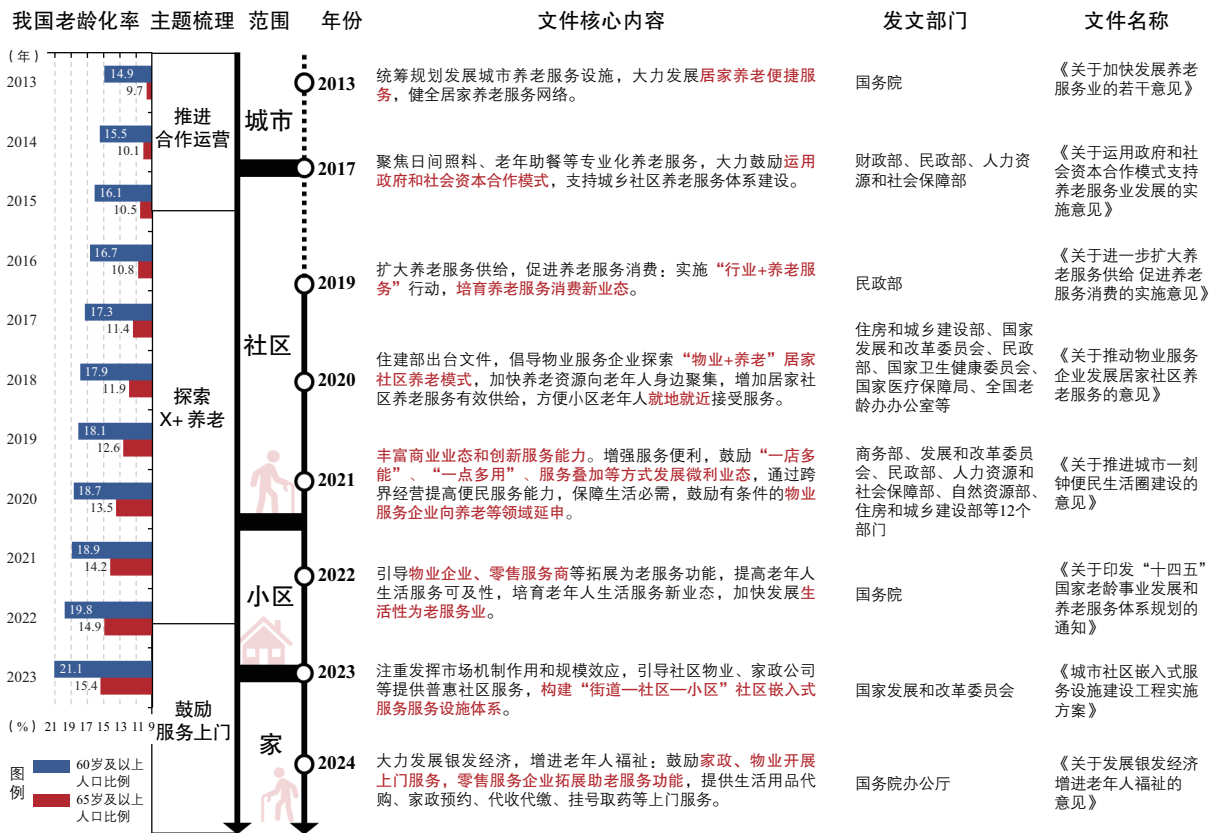 我国老龄化率 主题梳理 范围 年份 文件核心内容 发文部门 文件名称
(年)
2013
14.9
9.7
2014
15.5
10.1
2015
16.1
10.5
2016
16.7
10.8
2017
17.3
11.4
2018
17.9
11.9
2019
18.1
12.6
2020
18.7
13.5
2021
18.9
14.2
2022
19.8
14.9
2023
21.1
15.4
(%) 21 19 17 15 13 11 9
图例
60岁及以上
人口比例
65岁及以上
人口比例
推进
合作运营
探索
X+ 养老
鼓励
服务上门
城市
社区
小区
家
2013
统筹规划发展城市养老服务设施，大力发展居家养老便捷服
务，健全居家养老服务网络。
国务院
《关于加快发展养老
服务业的若干意见》
2017
聚焦日间照料、老年助餐等专业化养老服务，大力鼓励运用
政府和社会资本合作模式，支持城乡社区养老服务体系建设。
财政部、民政部、人力资
源和社会保障部
《关于运用政府和社
会资本合作模式支持
养老服务业发展的实
施意见》
2019
扩大养老服务供给，促进养老服务消费：实施“行业+养老服
务”行动，培育养老服务消费新业态。
民政部
《关于进一步扩大养
老服务供给 促进养老
服务消费的实施意见》
2020
住建部出台文件，倡导物业服务企业探索“物业+养老”居家
社区养老模式，加快养老资源向老年人身边聚集，增加居家社
区养老服务有效供给，方便小区老年人就地就近接受服务。
住房和城乡建设部、国家
发展和改革委员会、民政
部、国家卫生健康委员会、
国家医疗保障局、全国老
龄办办公室等
《关于推动物业服务
企业发展居家社区养
老服务的意见》
2021
丰富商业业态和创新服务能力。增强服务便利，鼓励“一店多
能”、“一点多用”、服务叠加等方式发展微利业态，通过跨
界经营提高便民服务能力，保障生活必需，鼓励有条件的物业
服务企业向养老等领域延申。
商务部、发展和改革委员
会、民政部、人力资源和
社会保障部、自然资源部、
住房和城乡建设部等12个
部门
《关于推进城市一刻
钟便民生活圈建设的
意见》
2022
引导物业企业、零售服务商等拓展为老服务功能，提高老年人
生活服务可及性，培育老年人生活服务新业态，加快发展生
活性为老服务业。
国务院
《关于印发“十四五”
国家老龄事业发展和
养老服务体系规划的
通知》
2023
注重发挥市场机制作用和规模效应，引导社区物业、家政公司
等提供普惠社区服务，构建“街道—社区—小区”社区嵌入式
服务服务设施体系。
国家发展和改革委员会
《城市社区嵌入式服
务设施建设工程实施
方案》
2024
大力发展银发经济，增进老年人福祉：鼓励家政、物业开展
上门服务，零售服务企业拓展助老服务功能，提供生活用品代
购、家政预约、代收代缴、挂号取药等上门服务。
国务院办公厅
《关于发展银发经济
增进老年人福祉的
意见》